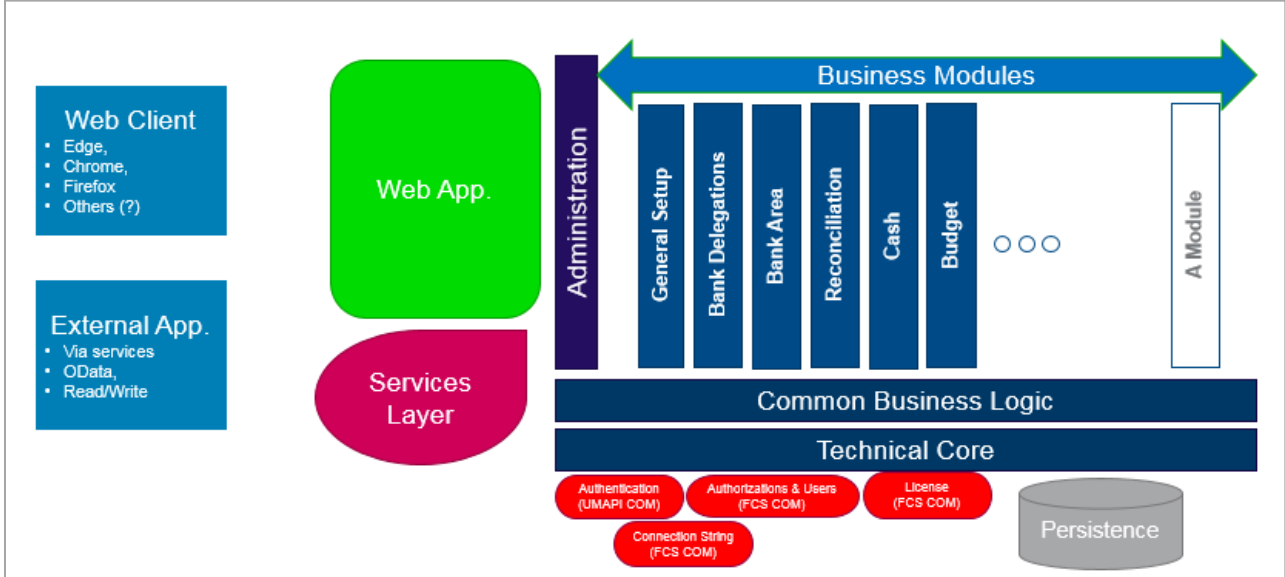 Web Client
• Edge,
• Chrome,
• Firefox
• Others (?)
External App.
• Via services
• OData,
• Read/Write
Web App.
Services
Layer
Administration
Business Modules
General Setup
Bank Delegations
Bank Area
Reconciliation
Cash
Budget
A Module
Common Business Logic
Technical Core
Authentication
(UMAPI COM)
Authorizations & Users
(FCS COM)
License
(FCS COM)
Connection String
(FCS COM)
Persistence